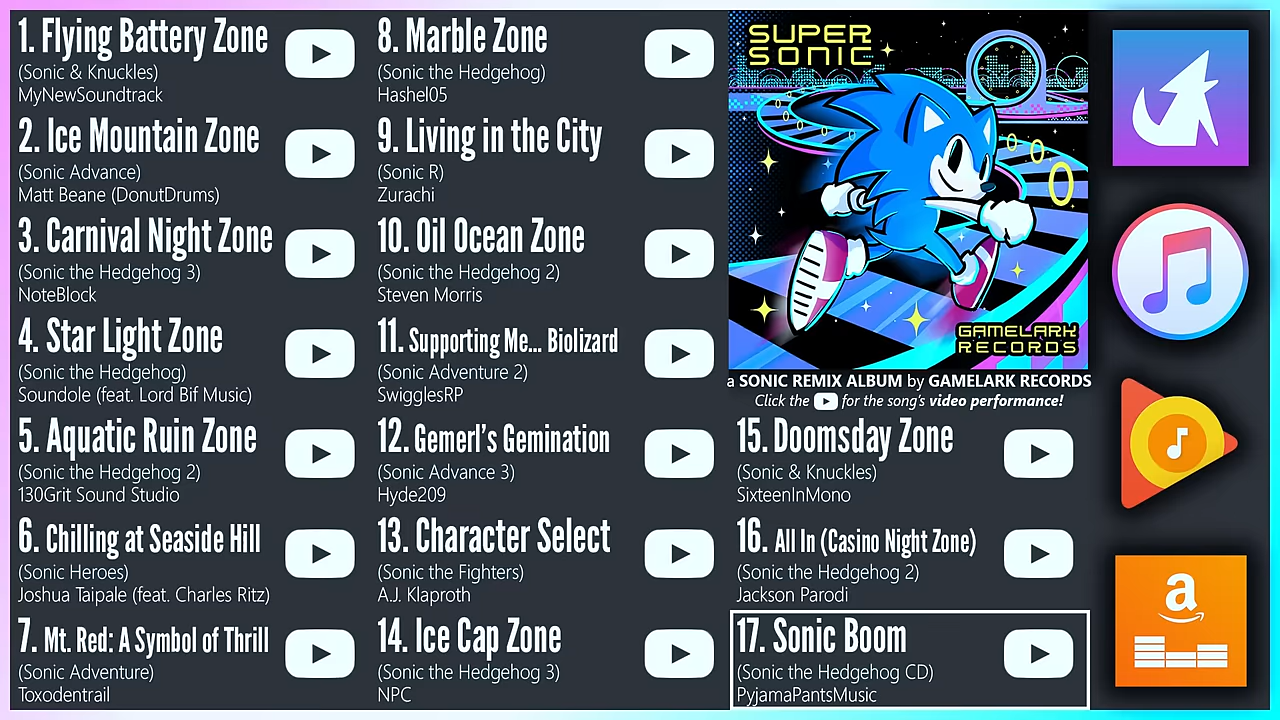 1. Flying Battery Zone
(Sonic & Knuckles)
MyNewSoundtrack
2. Ice Mountain Zone
(Sonic Advance)
Matt Beane (DonutDrums)
3. Carnival Night Zone
(Sonic the Hedgehog 3)
NoteBlock
4. Star Light Zone
(Sonic the Hedgehog)
Soundole (feat. Lord Bif Music)
5. Aquatic Ruin Zone
(Sonic the Hedgehog 2)
130Grit Sound Studio
6. Chilling at Seaside Hill
(Sonic Heroes)
Joshua Taipale (feat. Charles Ritz)
7. Mt. Red: A Symbol of Thrill
(Sonic Adventure)
Toxodentrail
8. Marble Zone
(Sonic the Hedgehog)
Hashel05
9. Living in the City
(Sonic R)
Zurachi
10. Oil Ocean Zone
(Sonic the Hedgehog 2)
Steven Morris
11. Supporting Me... Biolizard
(Sonic Adventure 2)
SwigglesRP
12. Gemerl's Gemination
(Sonic Advance 3)
Hyde209
13. Character Select
(Sonic the Fighters)
A.J. Klaproth
14. Ice Cap Zone
(Sonic the Hedgehog 3)
NPC
SUPER
SONIC
GAMELARK
RECORDS
a SONIC REMIX ALBUM by GAMELARK RECORDS
Click the for the song's video performance!
15. Doomsday Zone
(Sonic & Knuckles)
SixteenInMono
16. All In (Casino Night Zone)
(Sonic the Hedgehog 2)
Jackson Parodi
17. Sonic Boom
(Sonic the Hedgehog CD)
PyjamaPantsMusic
a